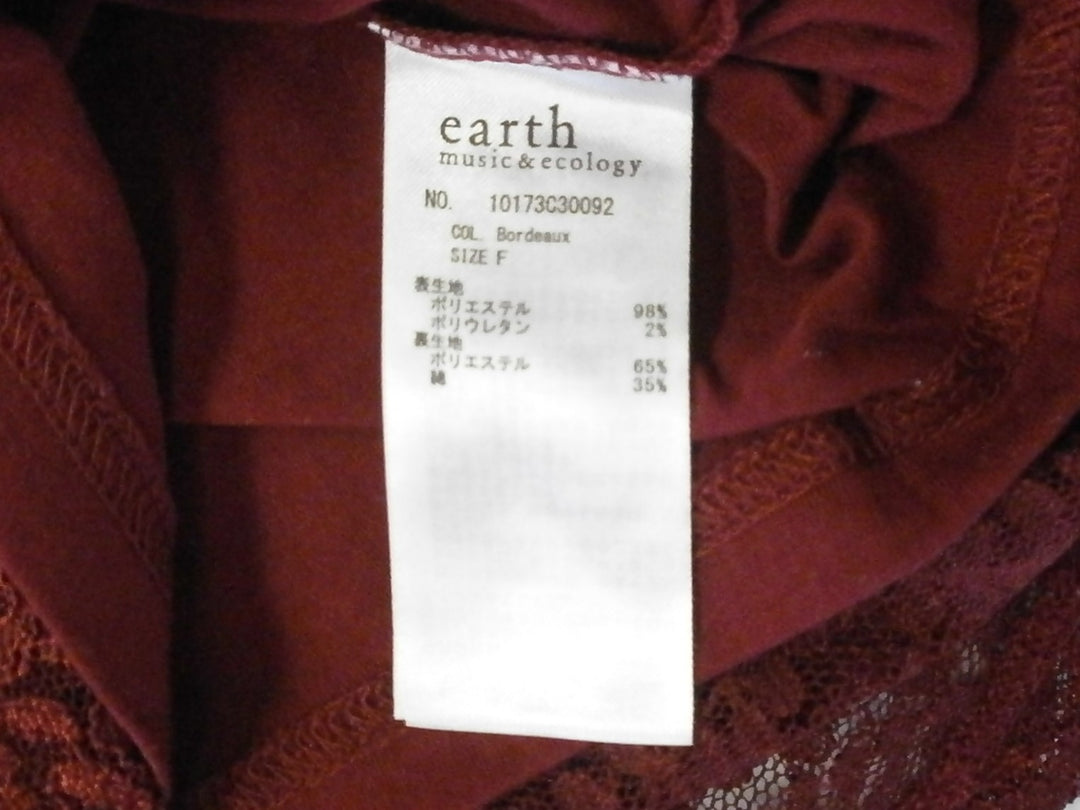 earth
music&ecology
NO. 10173C30092
COL. Bordeaux
SIZE F
表生地
ポリエステル 98%
ポリウレタン 2%
裏生地
ポリエステル 65%
綿 35%